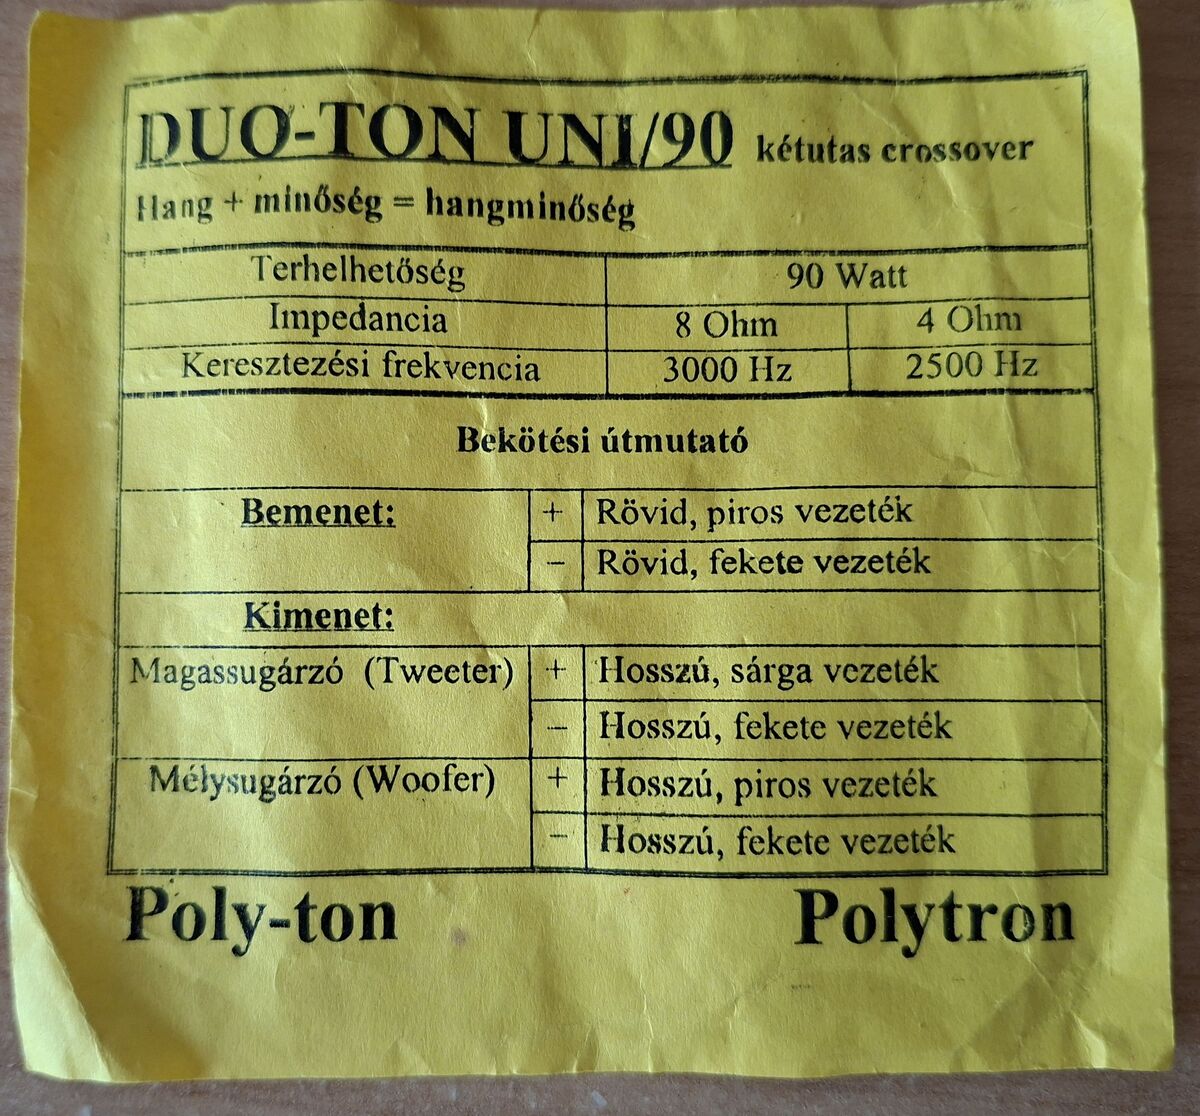 DUO-TON UNI/90 kétutas crossover
Hang + minőség = hangminőség
Terhelhetőség 90 Watt
Impedancia 8 Ohm 4 Ohm
Keresztezési frekvencia 3000 Hz 2500 Hz
Bekötési útmutató
Bemenet: + Rövid, piros vezeték
– Rövid, fekete vezeték
Kimenet:
Magassugárzó (Tweeter) + Hosszú, sárga vezeték
– Hosszú, fekete vezeték
Mélysugárzó (Woofer) + Hosszú, piros vezeték
– Hosszú, fekete vezeték
Poly-ton Polytron